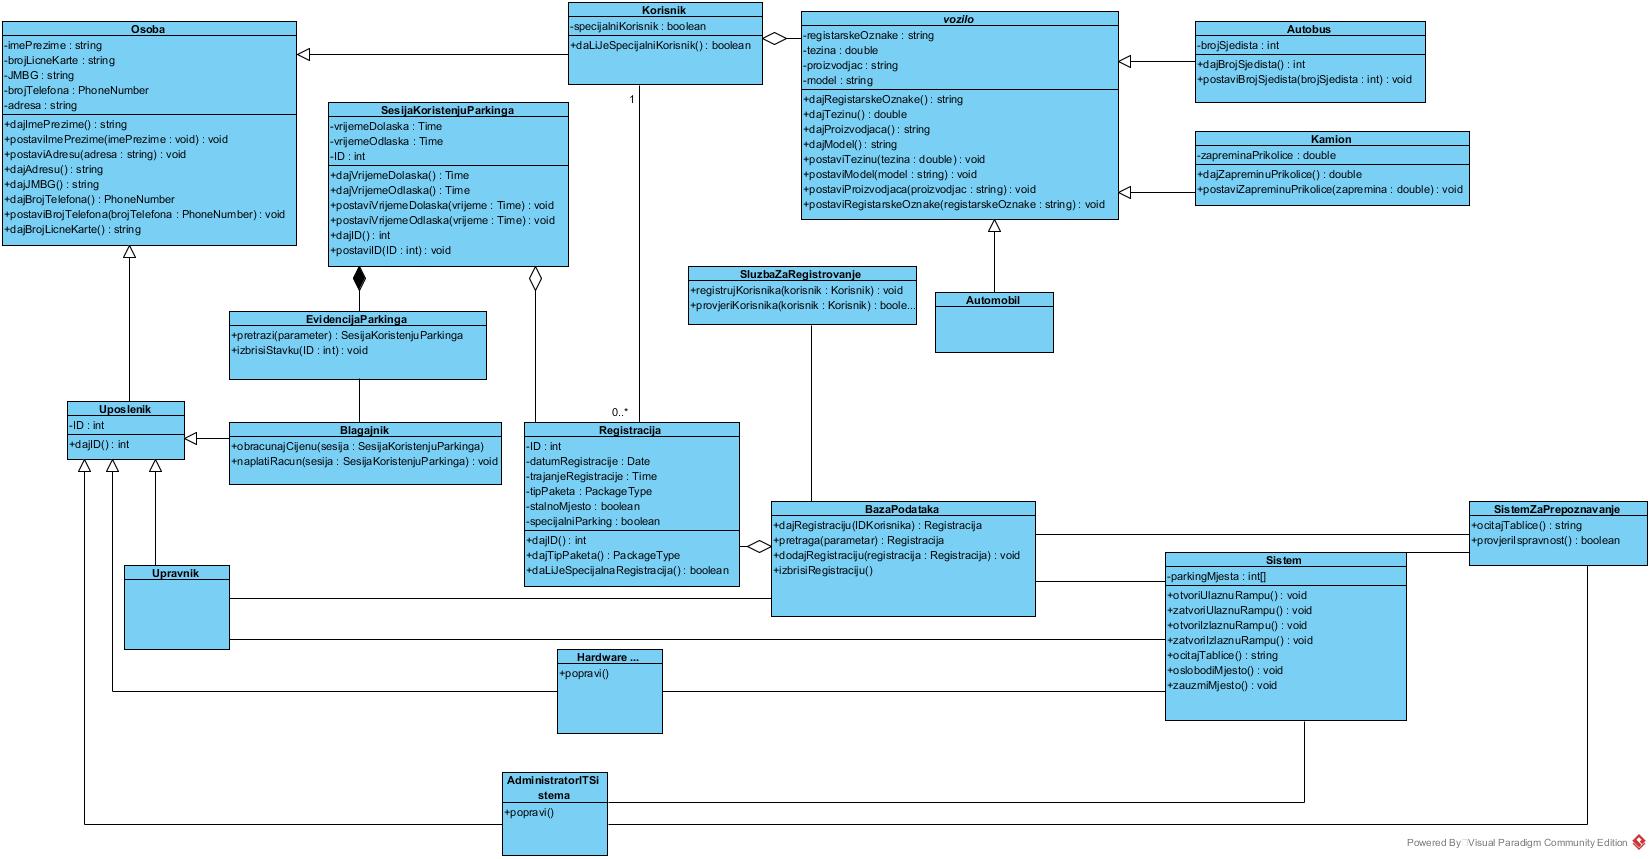 Osoba
-imePrezime : string
-brojLicneKarte : string
-JMBG : string
-brojTelefona : PhoneNumber
-adresa : string
+dajImePrezime() : string
+postaviImePrezime(imePrezime : void) : void
+postaviAdresu(adresa : string) : void
+dajAdresu() : string
+dajJMBG() : string
+dajBrojTelefona() : PhoneNumber
+postaviBrojTelefona(brojTelefona : PhoneNumber) : void
+dajBrojLicneKarte() : string
Korisnik
-specijalniKorisnik : boolean
+daLiJeSpecijalniKorisnik() : boolean
1
0..*
vozilo
-registarskeOznake : string
-tezina : double
-proizvodjac : string
-model : string
+dajRegistarskeOznake() : string
+dajTezinu() : double
+dajProizvodjaca() : string
+dajModel() : string
+postaviTezinu(tezina : double) : void
+postaviModel(model : string) : void
+postaviProizvodjaca(proizvodjac : string) : void
+postaviRegistarskeOznake(registarskeOznake : string) : void
Autobus
-brojSjedista : int
+dajBrojSjedista() : int
+postaviBrojSjedista(brojSjedista : int) : void
Kamion
-zapreminaPrikolice : double
+dajZapreminuPrikolice() : double
+postaviZapreminuPrikolice(zapremina : double) : void
SesijaKoristenjuParkinga
-vrijemeDolaska : Time
-vrijemeOdlaska : Time
-ID : int
+dajVrijemeDolaska() : Time
+dajVrijemeOdlaska() : Time
+postaviVrijemeDolaska(vrijeme : Time) : void
+postaviVrijemeOdlaska(vrijeme : Time) : void
+dajID() : int
+postaviID(ID : int) : void
SluzbaZaRegistrovanje
+registrujKorisnika(korisnik : Korisnik) : void
+provjeriKorisnika(korisnik : Korisnik) : boole...
Automobil
EvidencijaParkinga
+pretrazi(parameter) : SesijaKoristenjuParkinga
+izbrisiStavku(ID : int) : void
Uposlenik
-ID : int
+dajID() : int
Blagajnik
+obracunajCijenu(sesija : SesijaKoristenjuParkinga)
+naplatiRacun(sesija : SesijaKoristenjuParkinga) : void
Registracija
-ID : int
-datumRegistracije : Date
-trajanjeRegistracije : Time
-tipPaketa : PackageType
-stalnoMjesto : boolean
-specijalniParking : boolean
+dajID() : int
+dajTipPaketa() : PackageType
+daLiJeSpecijalnaRegistracija() : boolean
BazaPodataka
+dajRegistraciju(IDKorisnika) : Registracija
+pretraga(parametar) : Registracija
+dodajRegistraciju(registracija : Registracija) : void
+izbrisiRegistraciju()
SistemZaPrepoznavanje
+ocitajTablice() : string
+provjeriIspravnost() : boolean
Sistem
-parkingMjesta : int[]
+otvoriUlaznuRampu() : void
+zatvoriUlaznuRampu() : void
+otvoriIzlaznuRampu() : void
+zatvoriIzlaznuRampu() : void
+ocitajTablice() : string
+oslobodiMjesto() : void
+zauzmiMjesto() : void
Upravnik
Hardware ...
+popravi()
AdministratorITSi
stema
+popravi()
Powered By Visual Paradigm Community Edition